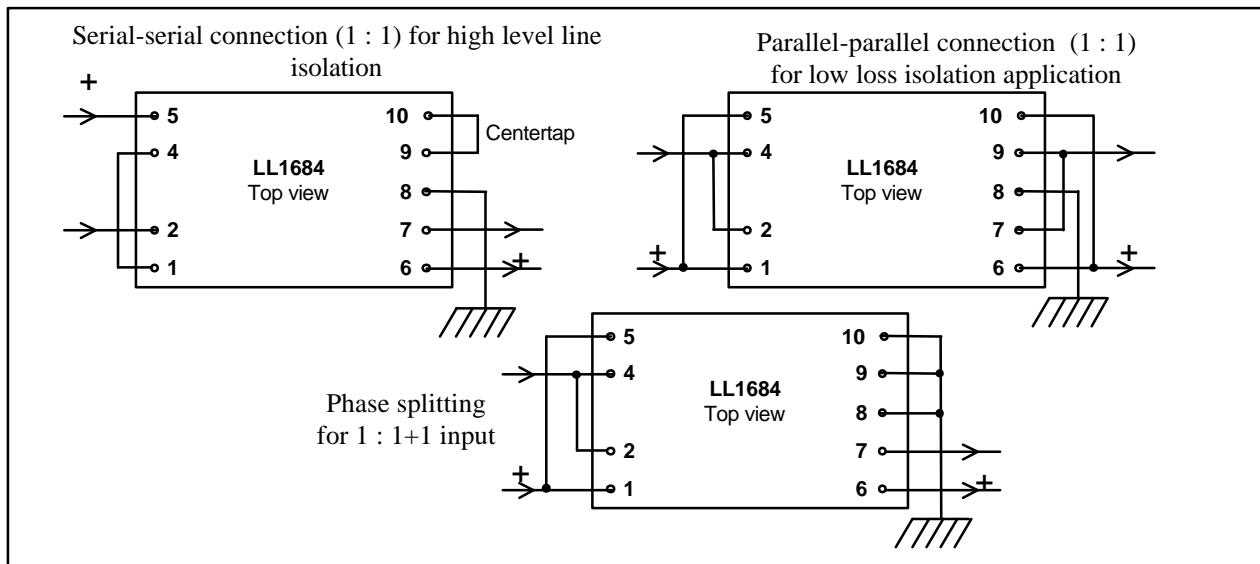 Serial-serial connection (1 : 1) for high level line
isolation
+
5
4
2
1
LL1684
Top view
10
9
8
7
6
Centertap
+
Parallel-parallel connection (1 : 1)
for low loss isolation application
5
4
2
1
+
LL1684
Top view
10
9
8
7
6
+
Phase splitting
for 1 : 1+1 input
5
4
2
1
+
LL1684
Top view
10
9
8
7
6
+